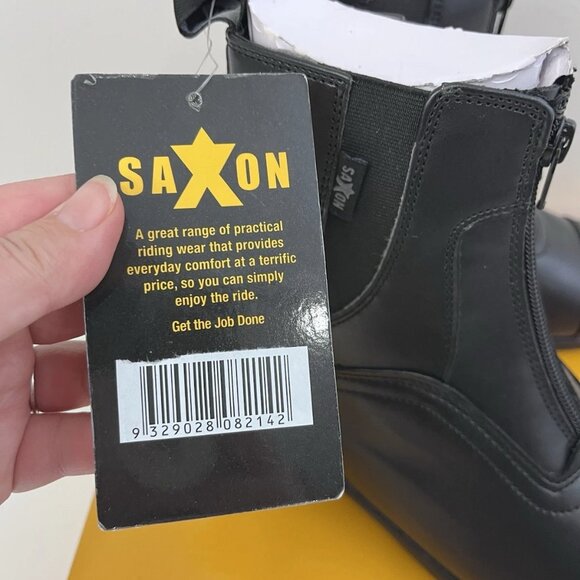 SAXON
A great range of practical
riding wear that provides
everyday comfort at a terrific
price, so you can simply
enjoy the ride.
Get the Job Done
9 329028 082142
SAXON